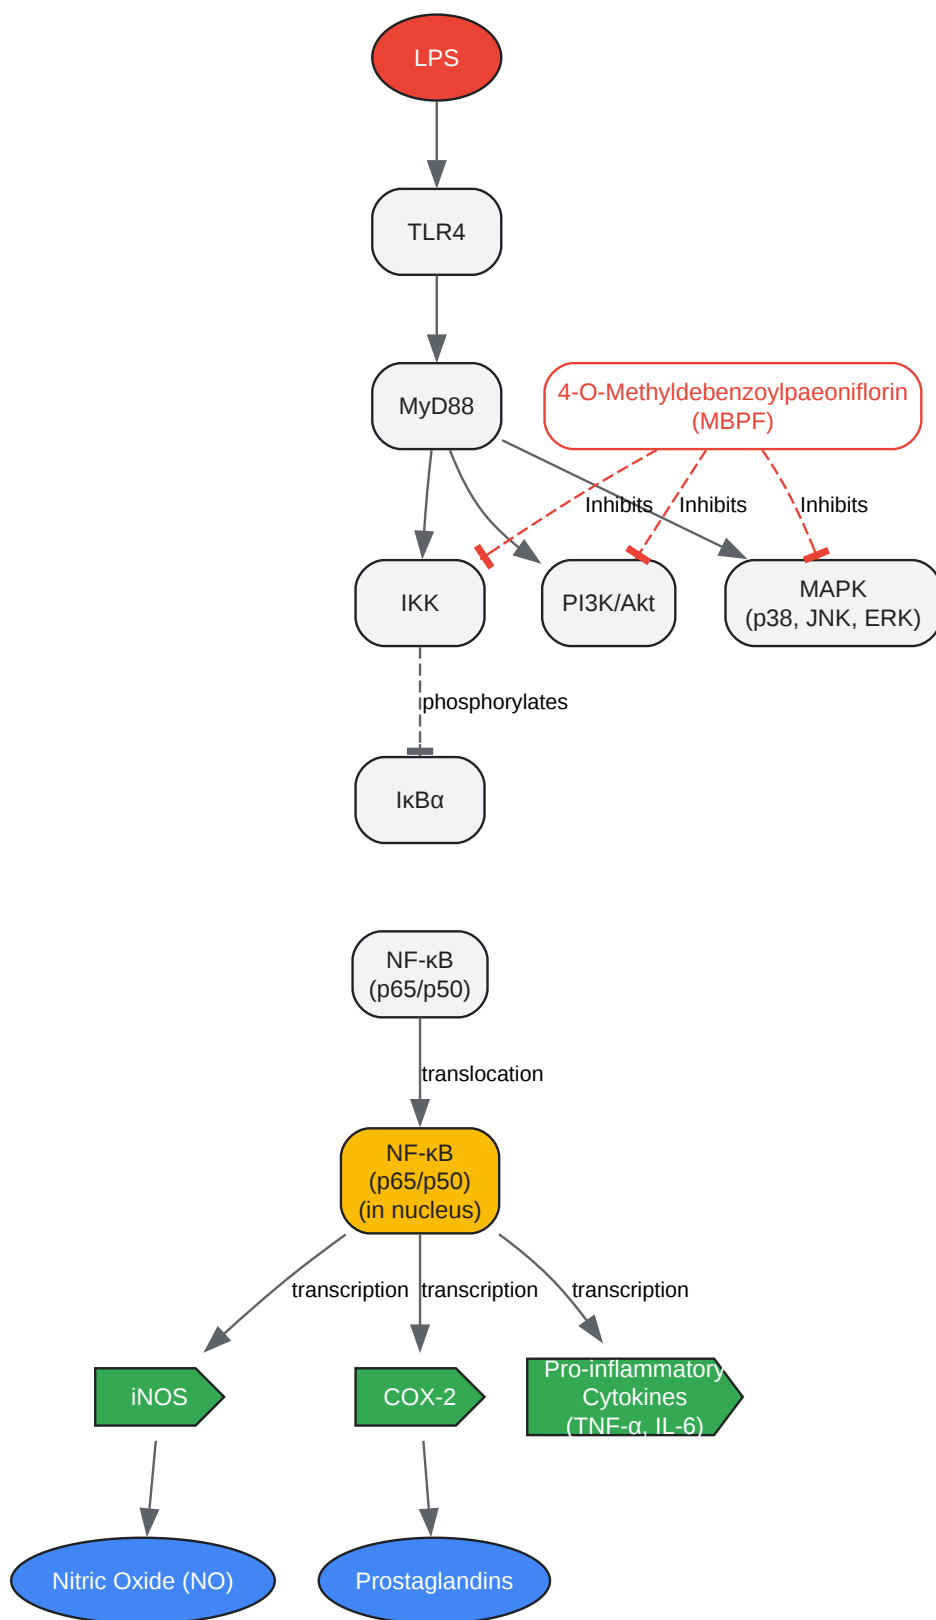 LPS
TLR4
MyD88
4-O-Methyldebenzoylpaeoniflorin
(MBPF)
Inhibits
Inhibits
Inhibits
IKK
PI3K/Akt
MAPK
(p38, JNK, ERK)
phosphorylates
IκBα
NF-κB
(p65/p50)
translocation
NF-κB
(p65/p50)
(in nucleus)
transcription
transcription
transcription
iNOS
COX-2
Pro-inflammatory
Cytokines
(TNF-α, IL-6)
Nitric Oxide (NO)
Prostaglandins